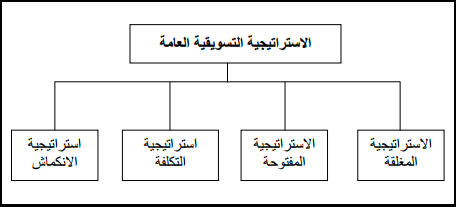 الاستراتيجية التسويقية العامة
الاستراتيجية
المغلقة
الاستراتيجية
المفتوحة
استراتيجية
التكلفة
استراتيجية
الانكماش